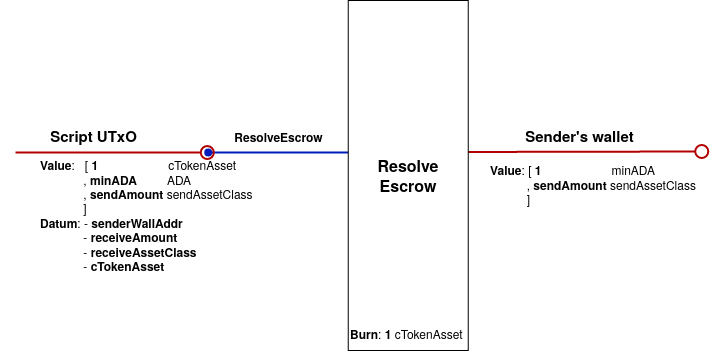 Script UTxO
Value: [ 1 cTokenAsset
, minADA ADA
, sendAmount sendAssetClass
]
Datum: - senderWallAddr
- receiveAmount
- receiveAssetClass
- cTokenAsset
ResolveEscrow
Resolve
Escrow
Burn: 1 cTokenAsset
Sender's wallet
Value: [ 1 minADA
, sendAmount sendAssetClass
]